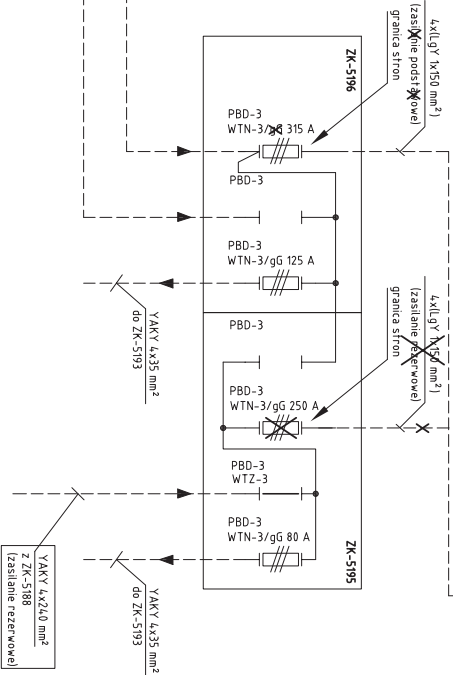 4x(LgY 1x150 mm²)
(zasilanie podstawowe)
granica stron
ZK-5196
PBD-3
WTN-3/gG 315 A
PBD-3
PBD-3
WTN-3/gG 125 A
YAKY 4x35 mm²
do ZK-5193
4x(LgY 1x150 mm²)
(zasilanie rezerwowe)
granica stron
PBD-3
PBD-3
WTN-3/gG 250 A
PBD-3
WTZ-3
PBD-3
WTN-3/gG 80 A
ZK-5195
YAKY 4x240 mm²
z ZK-5188
(zasilanie rezerwowe)
YAKY 4x35 mm²
do ZK-5193